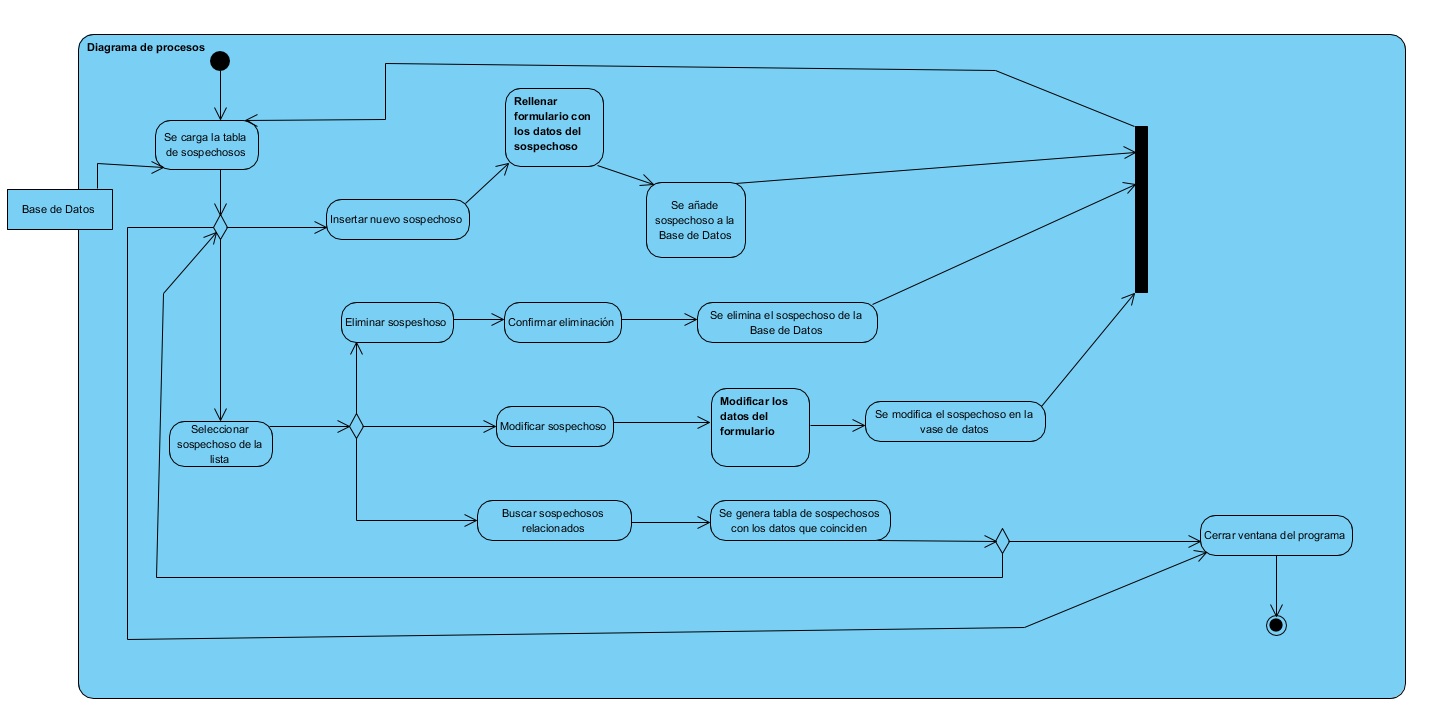 Diagrama de procesos
Rellenar
formulario con
los datos del
sospechoso
Se carga la tabla
de sospechosos
Base de Datos
Insertar nuevo sospechoso
Se añade
sospechoso a la
Base de Datos
Eliminar sospeshoso
Confirmar eliminación
Se elimina el sospechoso de la
Base de Datos
Seleccionar
sospechoso de la
lista
Modificar sospechoso
Modificar los
datos del
formulario
Se modifica el sospechoso en la
vase de datos
Buscar sospechosos
relacionados
Se genera tabla de sospechosos
con los datos que coinciden
Cerrar ventana del programa